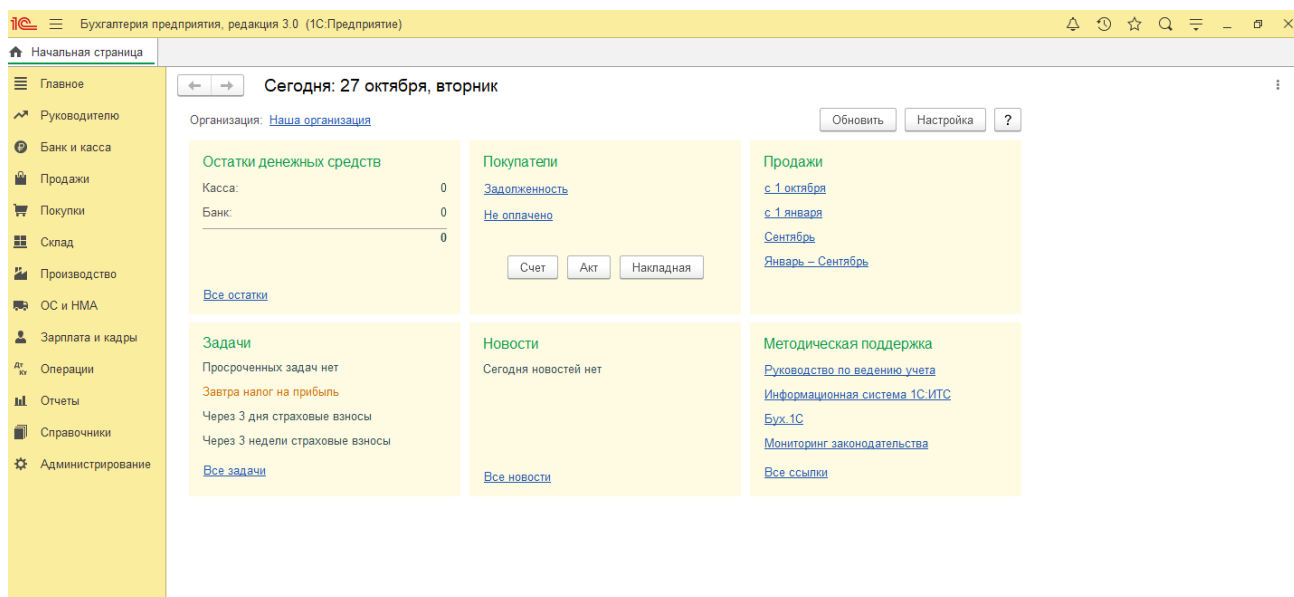 1С Бухгалтерия предприятия, редакция 3.0 (1С:Предприятие)
Начальная страница
Главное
Руководителю
Банк и касса
Продажи
Покупки
Склад
Производство
ОС и НМА
Зарплата и кадры
Дт Кт Операции
Отчеты
Справочники
Администрирование
Сегодня: 27 октября, вторник
Организация: Наша организация
Обновить Настройка ?
Остатки денежных средств
Касса: 0
Банк: 0
0
Все остатки
Покупатели
Задолженность
Не оплачено
Счет Акт Накладная
Продажи
с 1 октября
с 1 января
Сентябрь
Январь – Сентябрь
Задачи
Просроченных задач нет
Завтра налог на прибыль
Через 3 дня страховые взносы
Через 3 недели страховые взносы
Все задачи
Новости
Сегодня новостей нет
Все новости
Методическая поддержка
Руководство по ведению учета
Информационная система 1С:ИТС
Бух.1С
Мониторинг законодательства
Все ссылки